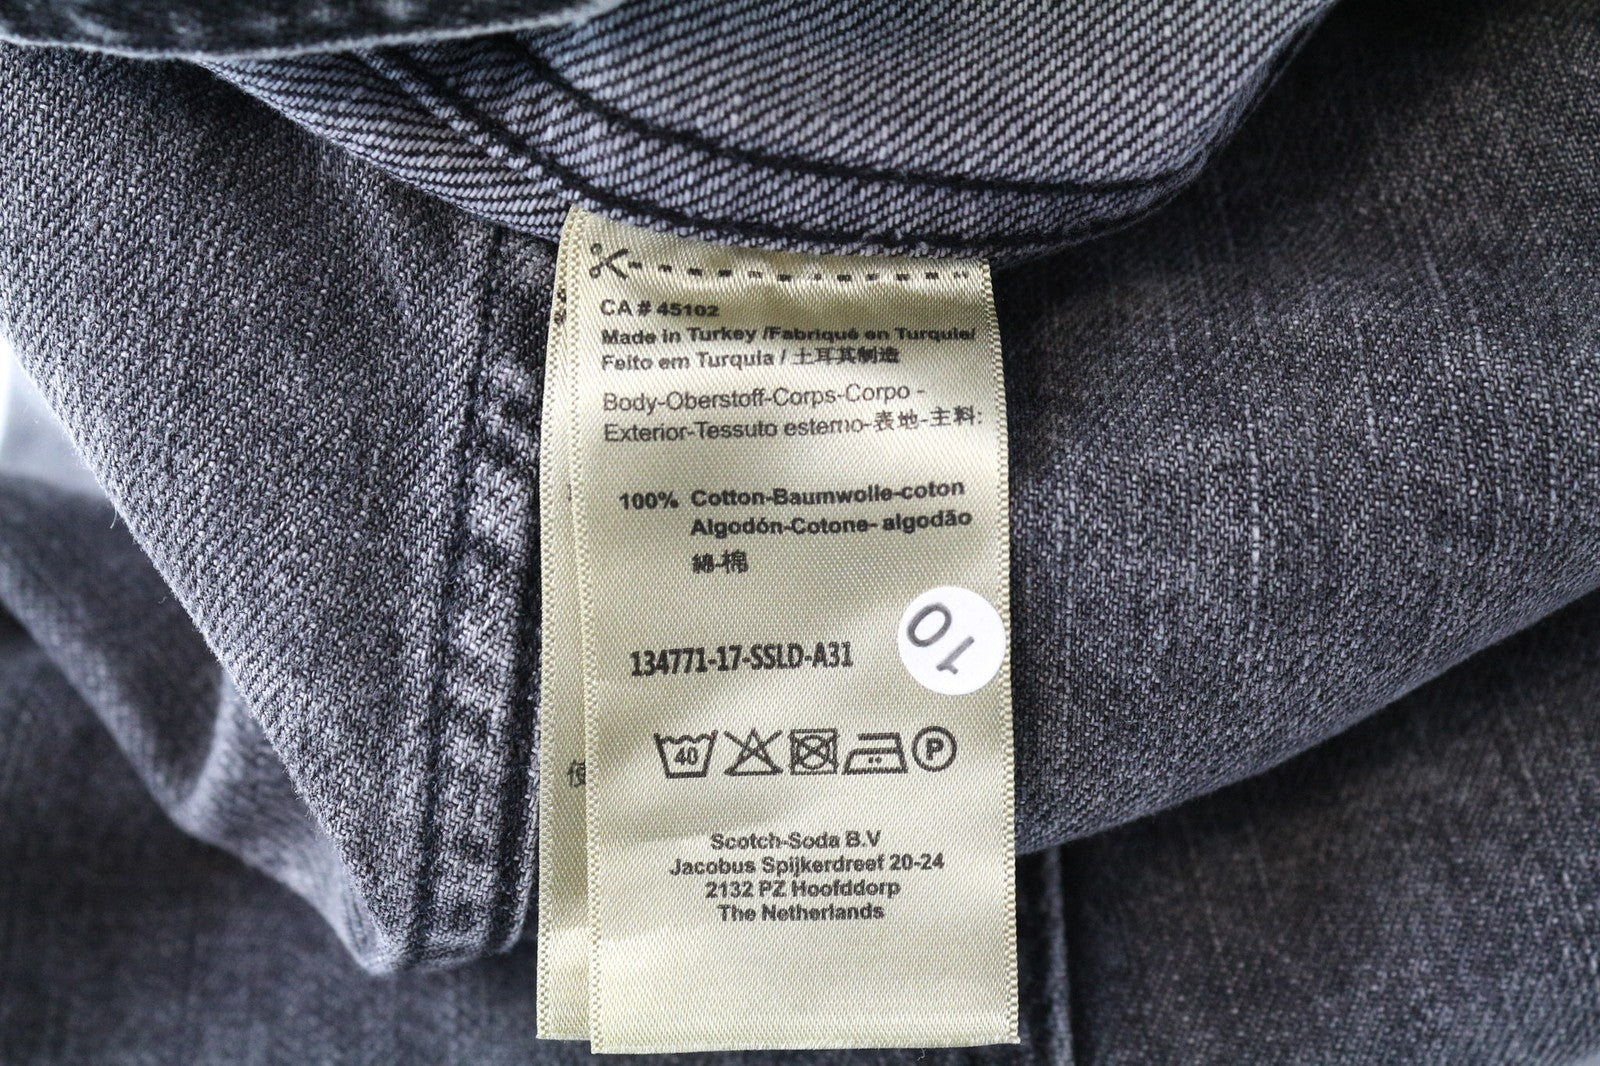 CA # 45102
Made in Turkey /Fabriqué en Turquie/
Feito em Turquia / 土耳其制造
Body-Oberstoff-Corps-Corpo -
Exterior-Tessuto esterno-表地-主料:
100% Cotton-Baumwolle-coton
Algodón-Cotone- algodão
綿-棉
10
134771-17-SSLD-A31
40 P
使
Scotch-Soda B.V
Jacobus Spijkerdreef 20-24
2132 PZ Hoofddorp
The Netherlands